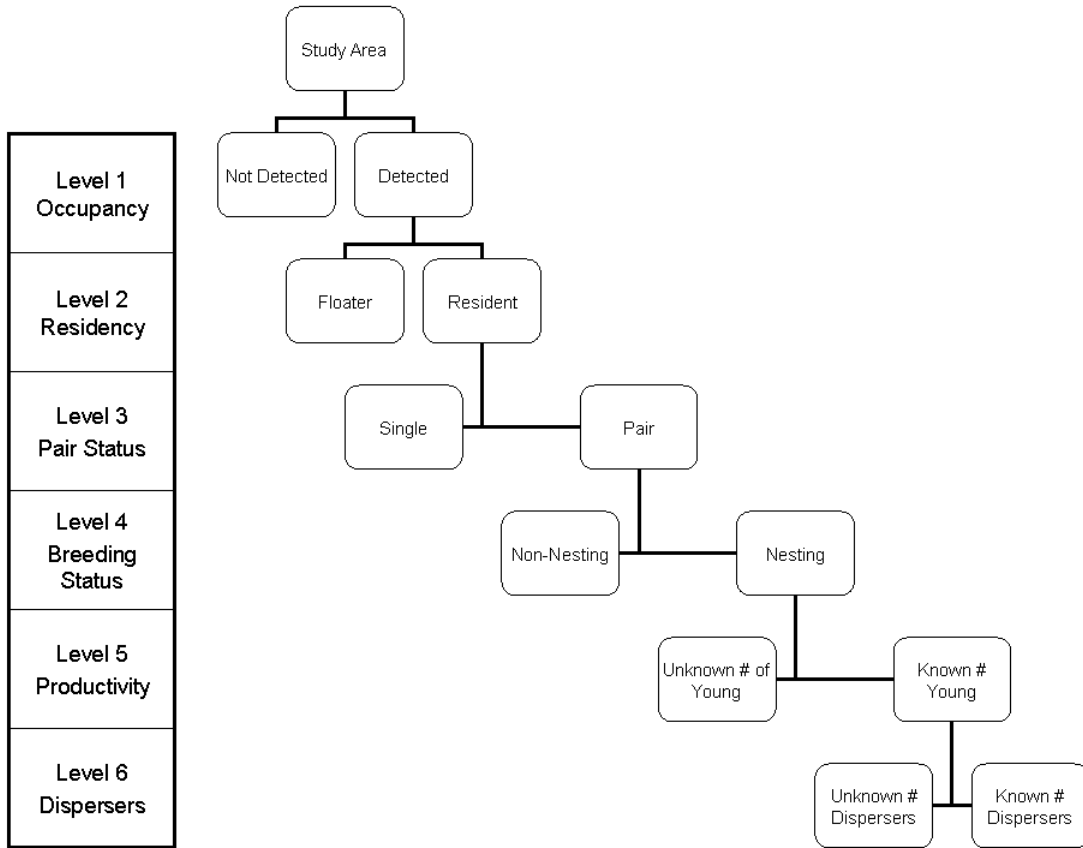 Study Area
Level 1
Occupancy
Not Detected
Detected
Level 2
Residency
Floater
Resident
Level 3
Pair Status
Single
Pair
Level 4
Breeding
Status
Non-Nesting
Nesting
Level 5
Productivity
Unknown # of
Young
Known #
Young
Level 6
Dispersers
Unknown #
Dispersers
Known #
Dispersers